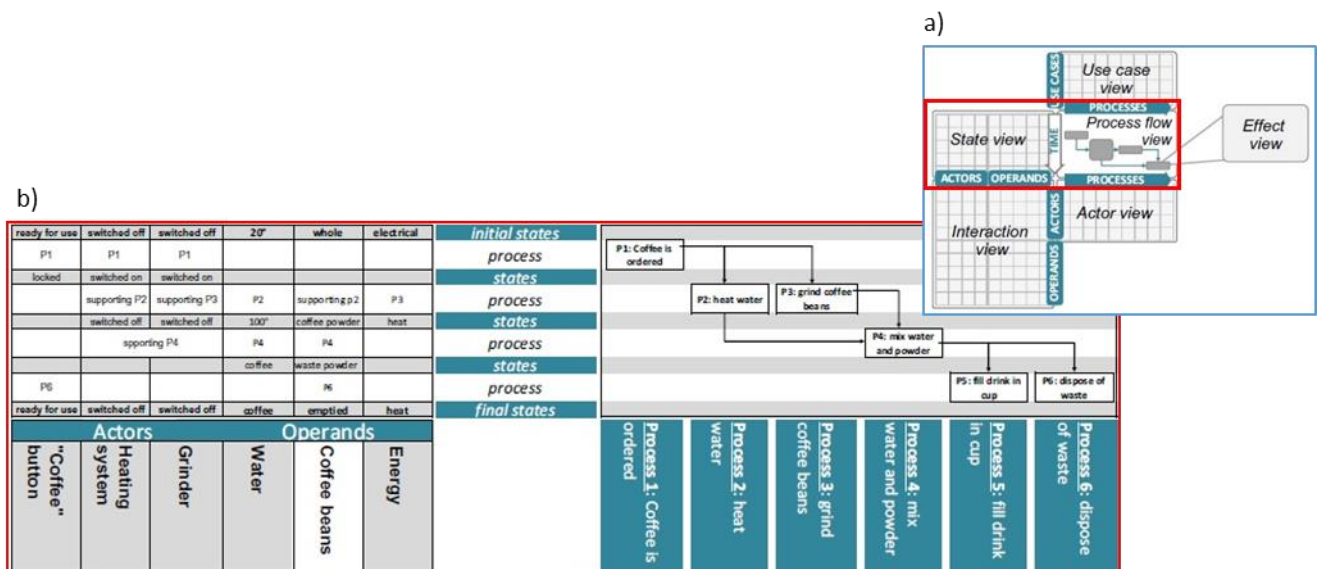 a)
USE CASES
Use case view
PROCESSES
State view
TIME
Process flow view
Effect view
ACTORS OPERANDS
PROCESSES
Interaction view
ACTORS
Actor view
OPERANDS
b)
ready for use switched off switched off 20° whole electrical initial states
P1 P1 P1 process
P1: Coffee is ordered
locked switched on switched on states
supporting P2 supporting P3 P2 supporting p2 P3 process
P2: heat water
P3: grind coffee beans
switched off switched off 100° coffee powder heat states
spporting P4 P4 P4 process
P4: mix water and powder
coffee waste powder states
P6 P6 process
P5: fill drink in cup
P6: dispose of waste
ready for use switched off switched off coffee emptied heat final states
Actors Operands
"Coffee" button
Heating system
Grinder
Water
Coffee beans
Energy
Process 1: Coffee is ordered
Process 2: heat water
Process 3: grind coffee beans
Process 4: mix water and powder
Process 5: fill drink in cup
Process 6: dispose of waste